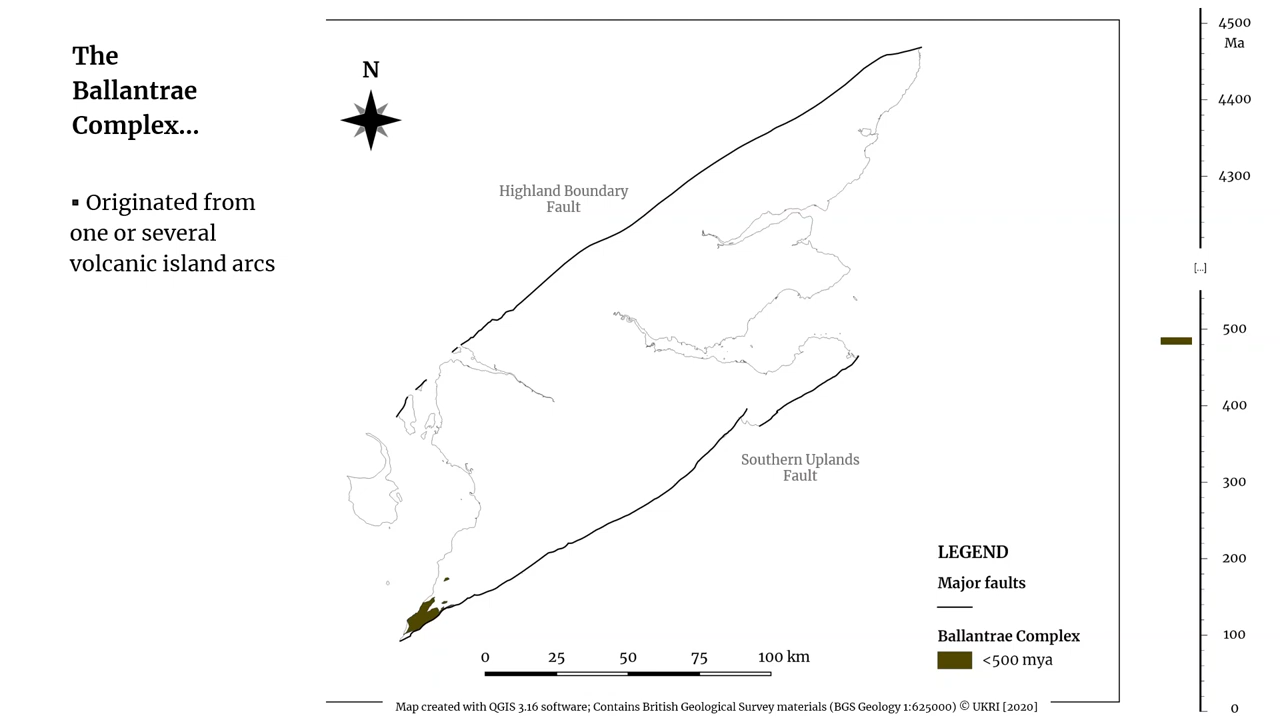 The
Ballantrae
Complex...
▪ Originated from
one or several
volcanic island arcs
N
Highland Boundary
Fault
Southern Uplands
Fault
LEGEND
Major faults
Ballantrae Complex
<500 mya
0 25 50 75 100 km
Map created with QGIS 3.16 software; Contains British Geological Survey materials (BGS Geology 1:625000) © UKRI [2020]
4500
Ma
4400
4300
[...]
500
400
300
200
100
0